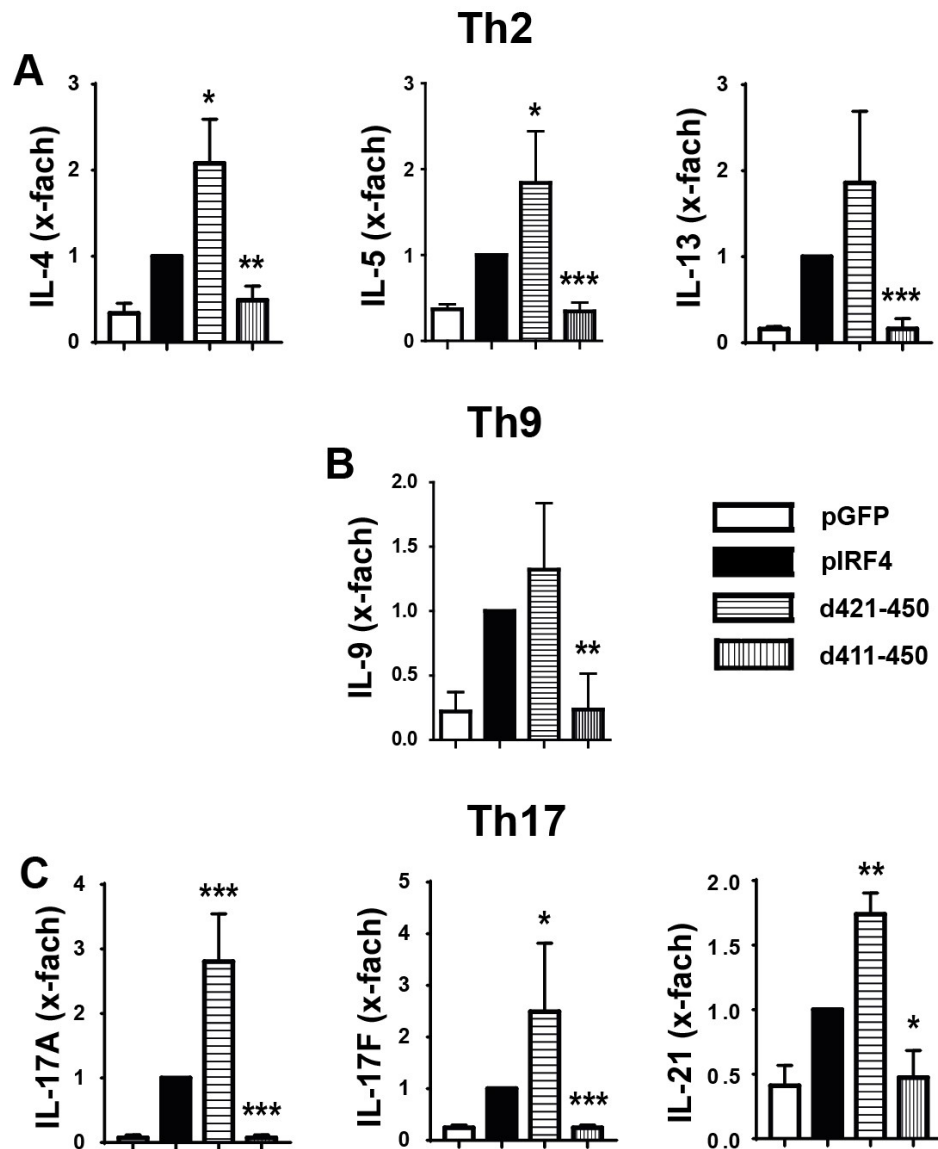 Th2
A
IL-4 (x-fach)
3
2
1
0
*
**
IL-5 (x-fach)
3
2
1
0
*
***
IL-13 (x-fach)
3
2
1
0
***
Th9
B
IL-9 (x-fach)
2.0
1.5
1.0
0.5
0.0
**
pGFP
pIRF4
d421-450
d411-450
Th17
C
IL-17A (x-fach)
4
3
2
1
0
***
***
IL-17F (x-fach)
5
4
3
2
1
0
*
***
IL-21 (x-fach)
2.0
1.5
1.0
0.5
0.0
**
*